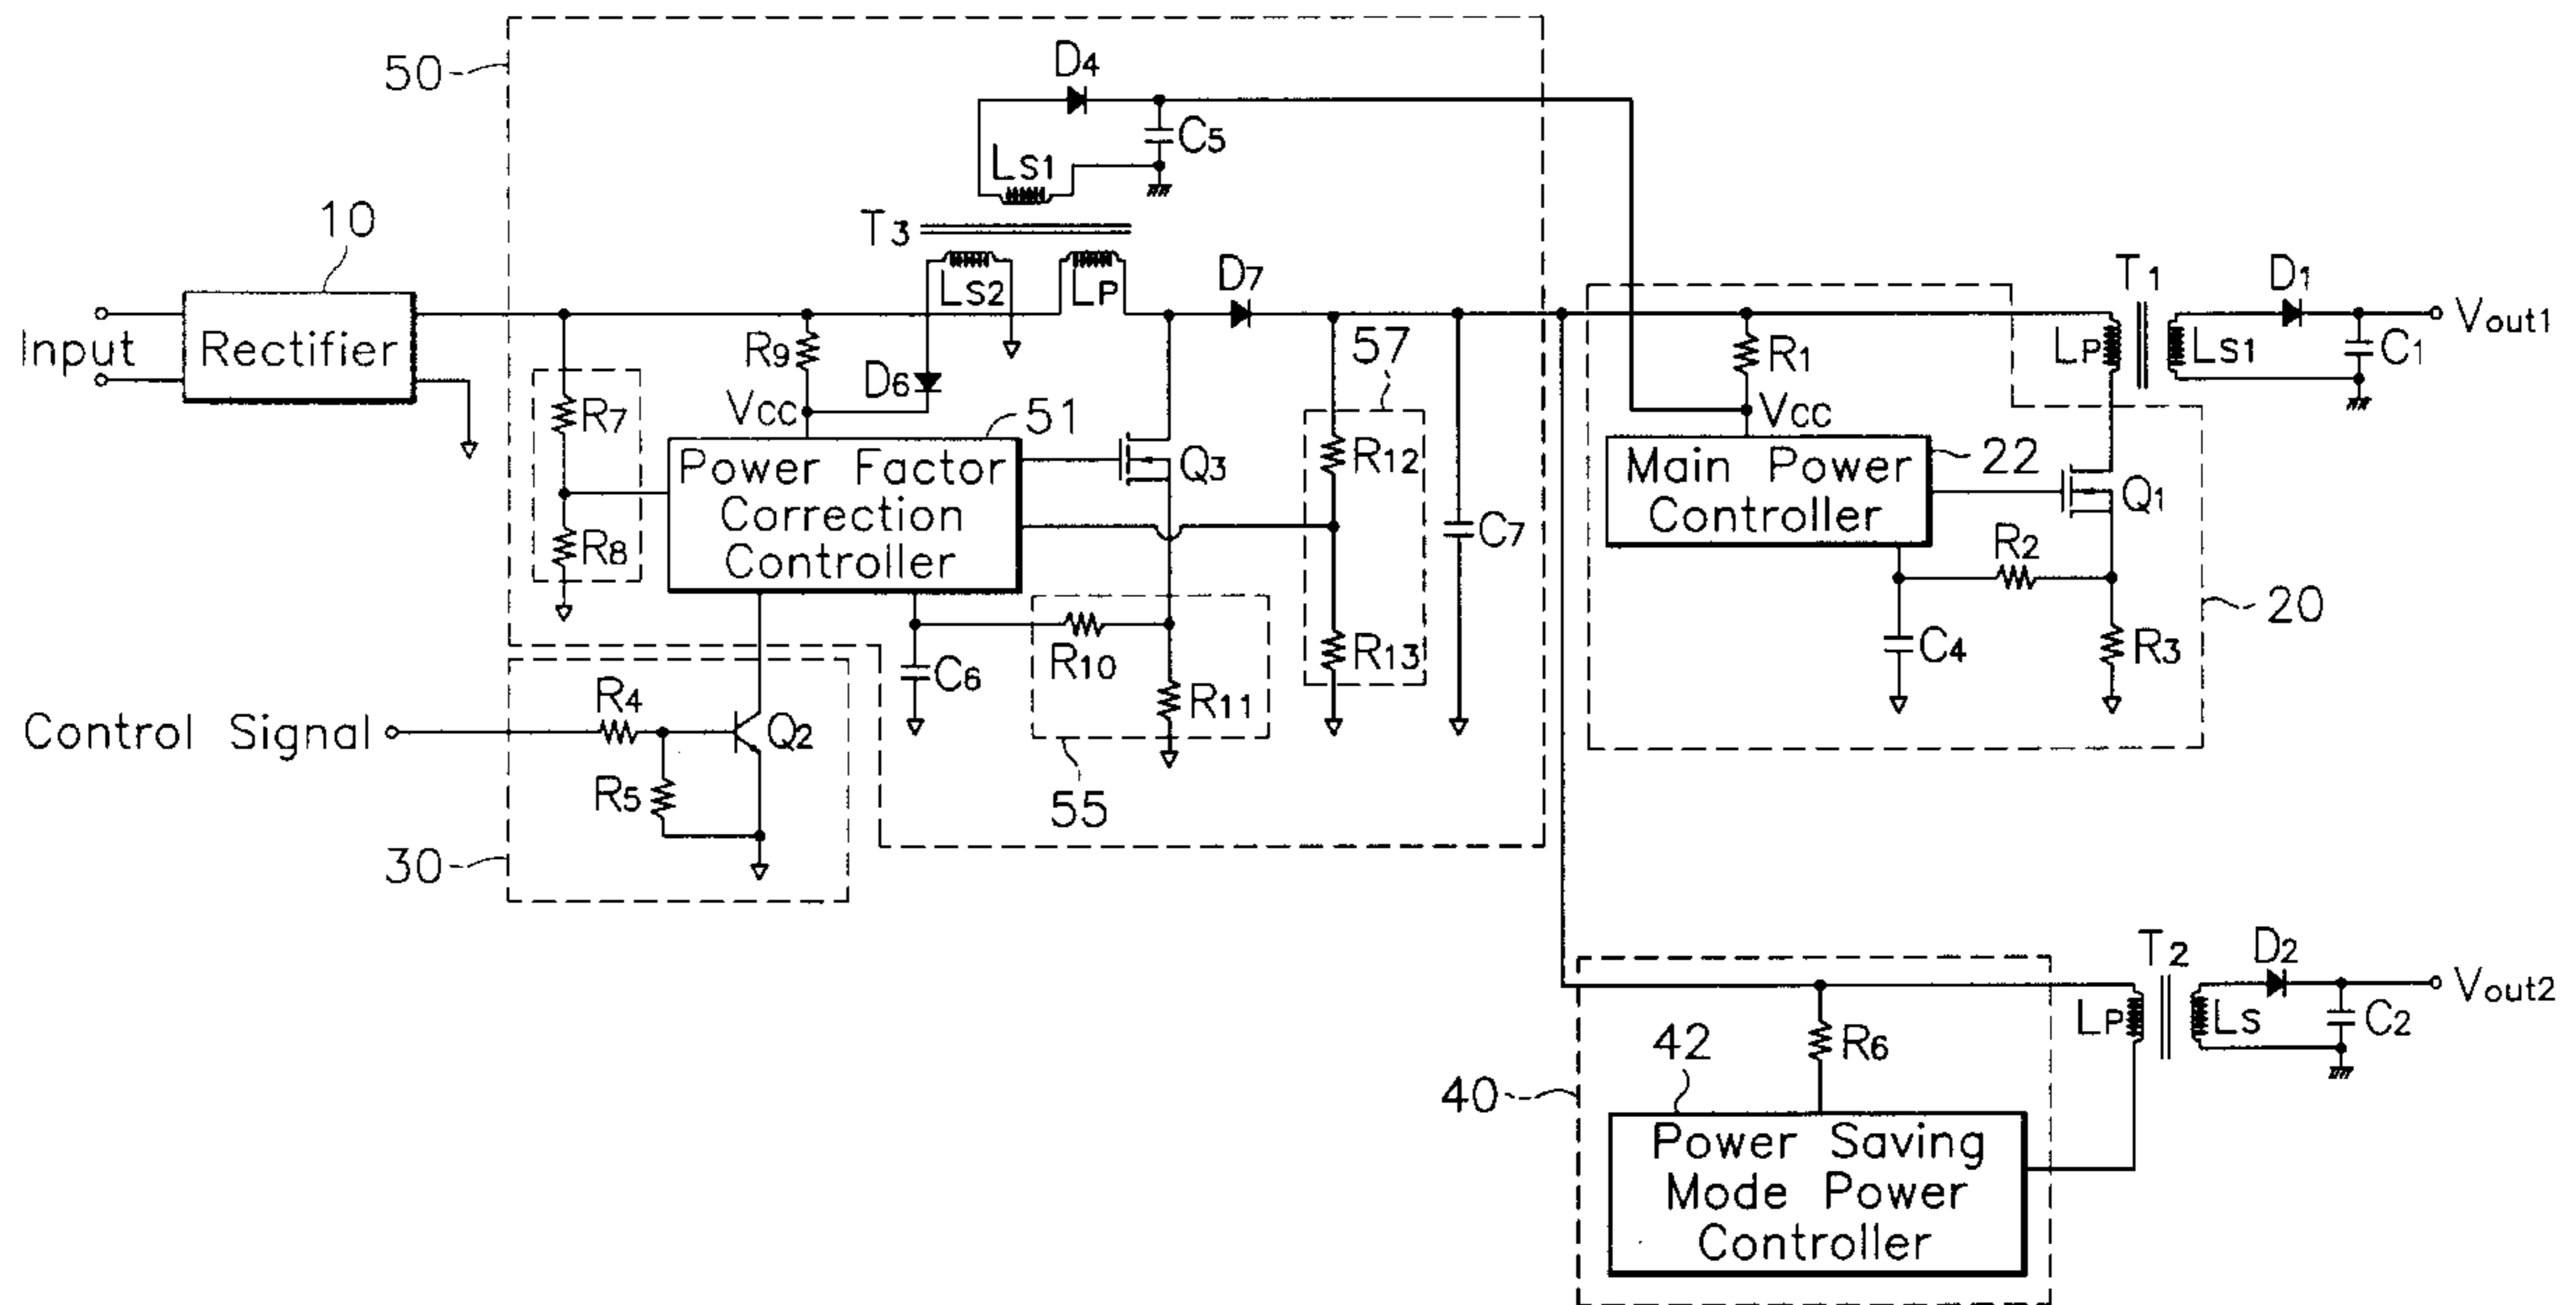 50
D4
C5
LS1
10
T3
LS2
LP
D7
T1
D1
Vout1
Input
Rectifier
R9
57
R1
LP
LS1
C1
D6
Vcc
51
Vcc
R7
Power Factor
Correction
Controller
Q3
R12
Main Power
Controller
22
Q1
R8
C7
R2
20
R10
R13
C4
R3
C6
R11
R4
Control Signal
Q2
R5
55
30
T2
D2
Vout2
LP
LS
C2
42
R6
40
Power Saving
Mode Power
Controller